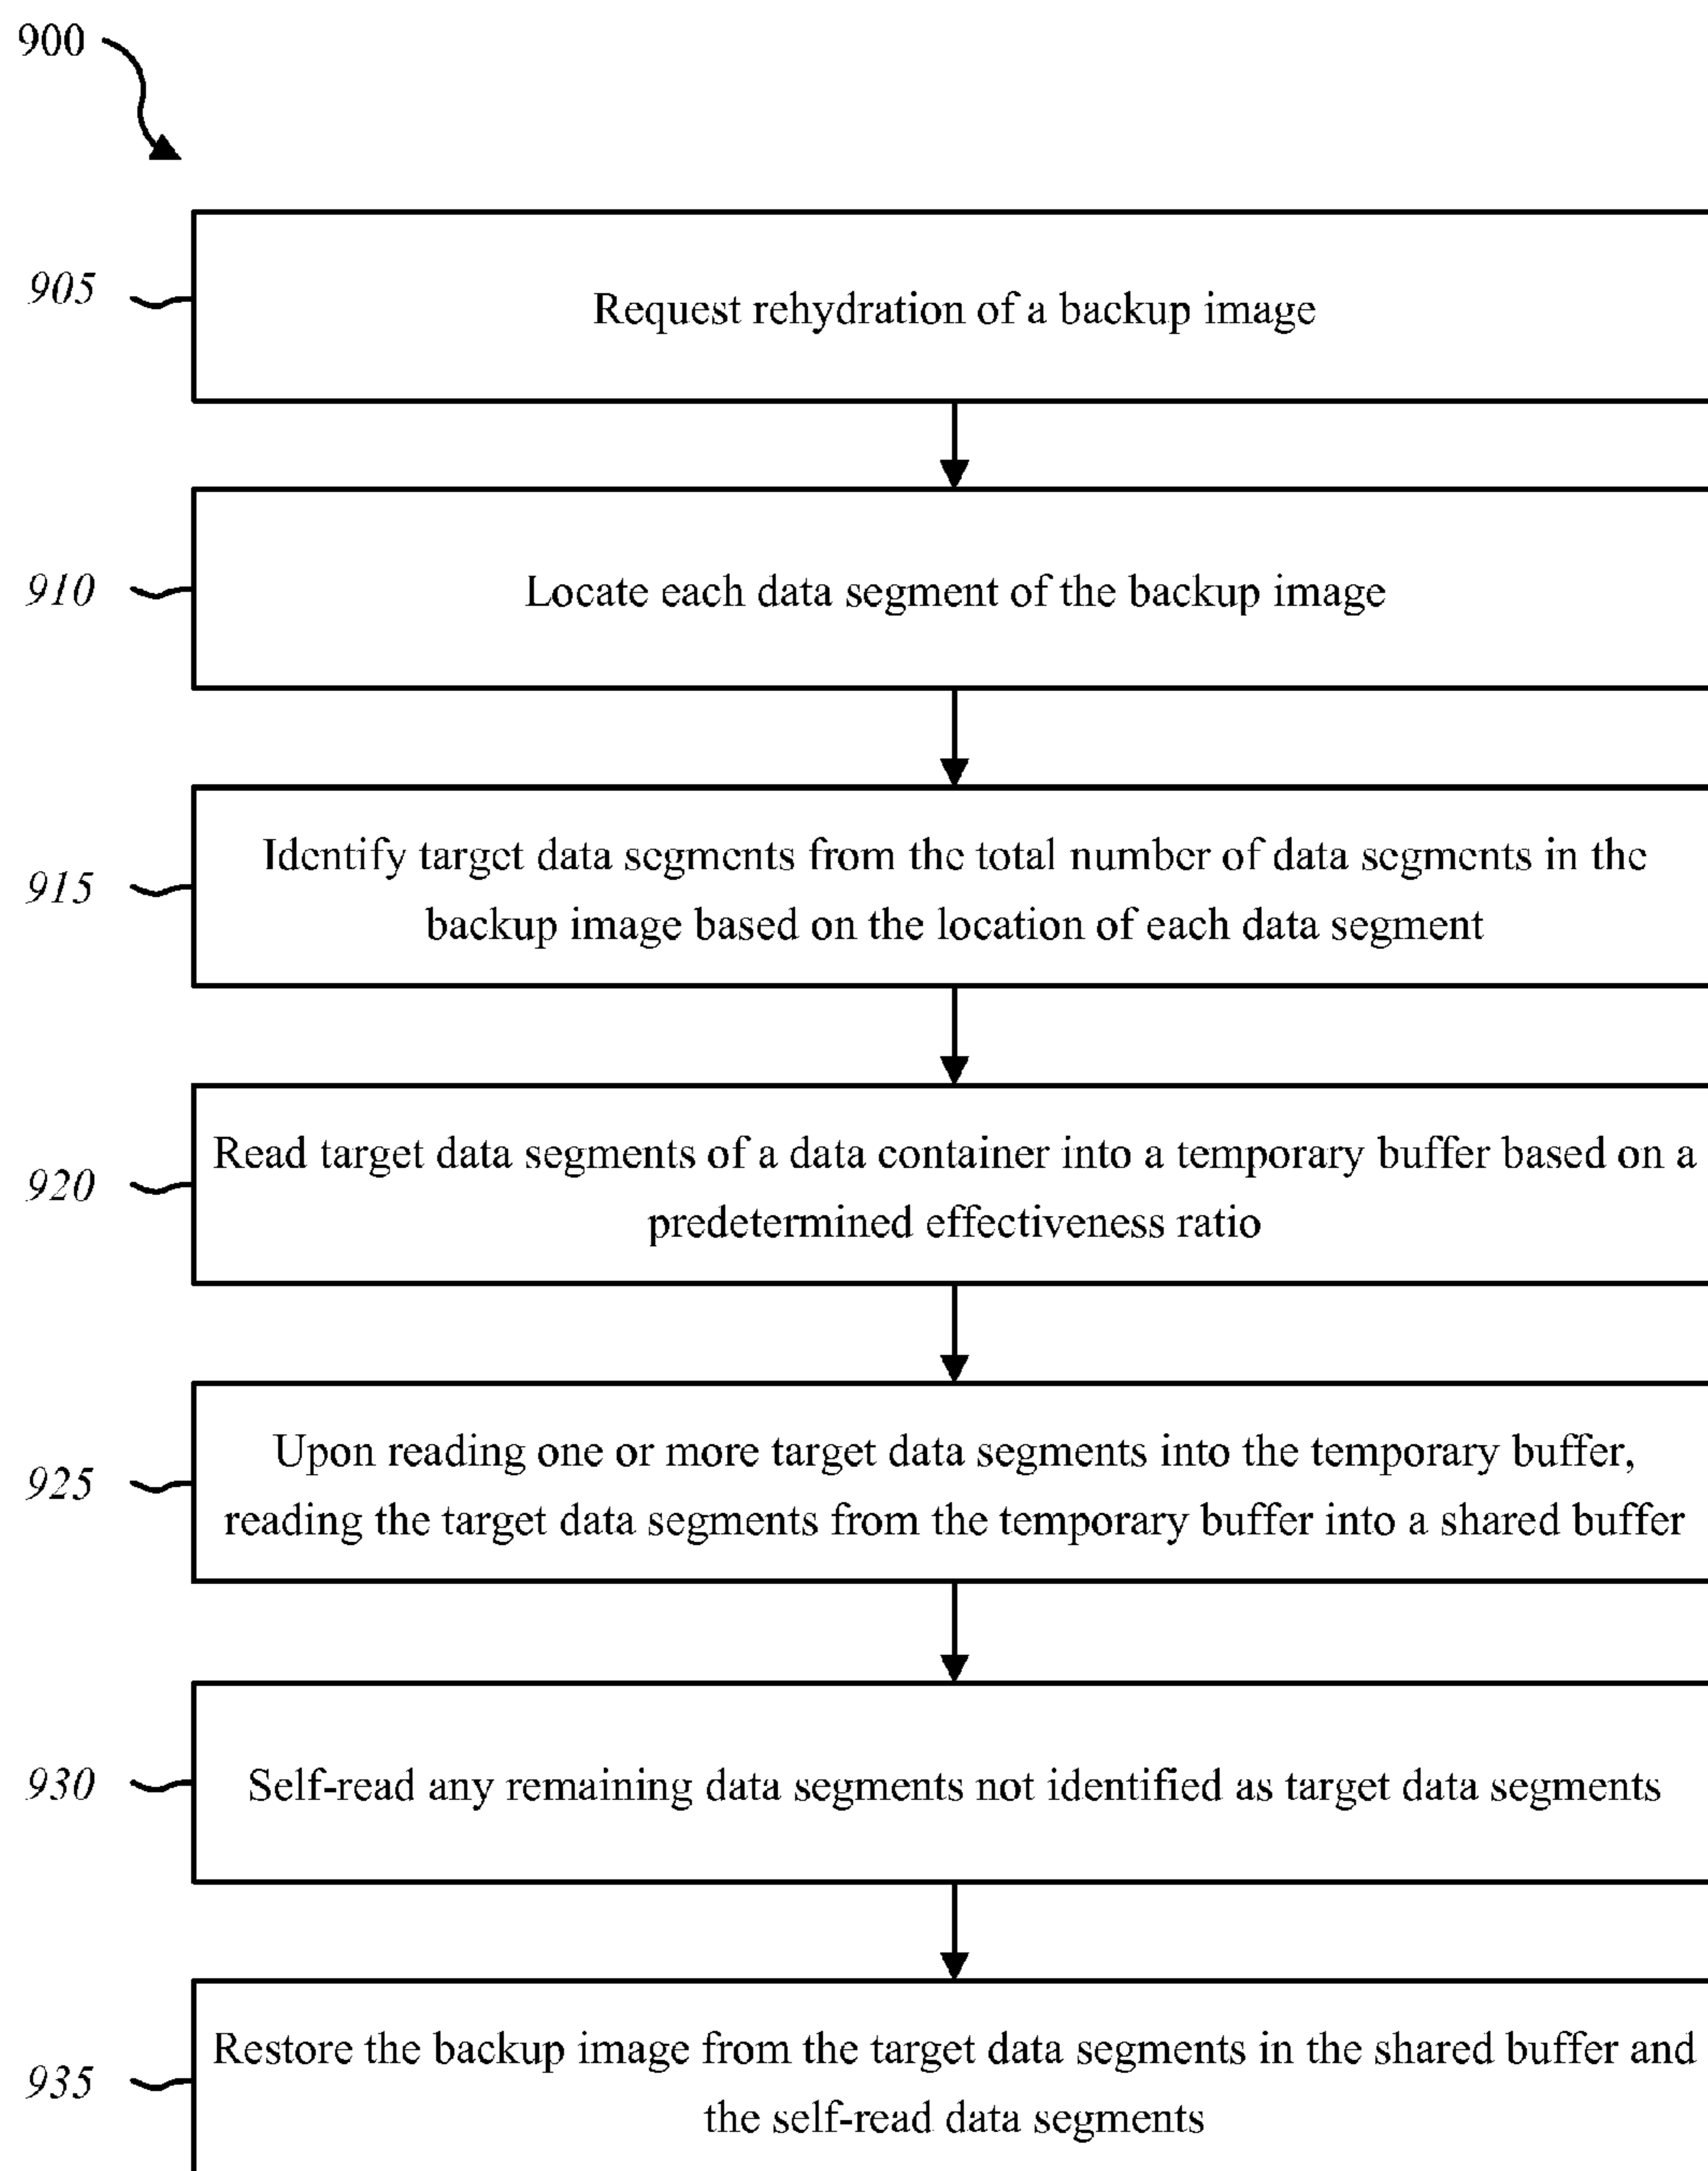 900
905
Request rehydration of a backup image
910
Locate each data segment of the backup image
915
Identify target data segments from the total number of data segments in the
backup image based on the location of each data segment
920
Read target data segments of a data container into a temporary buffer based on a
predetermined effectiveness ratio
925
Upon reading one or more target data segments into the temporary buffer,
reading the target data segments from the temporary buffer into a shared buffer
930
Self-read any remaining data segments not identified as target data segments
935
Restore the backup image from the target data segments in the shared buffer and
the self-read data segments